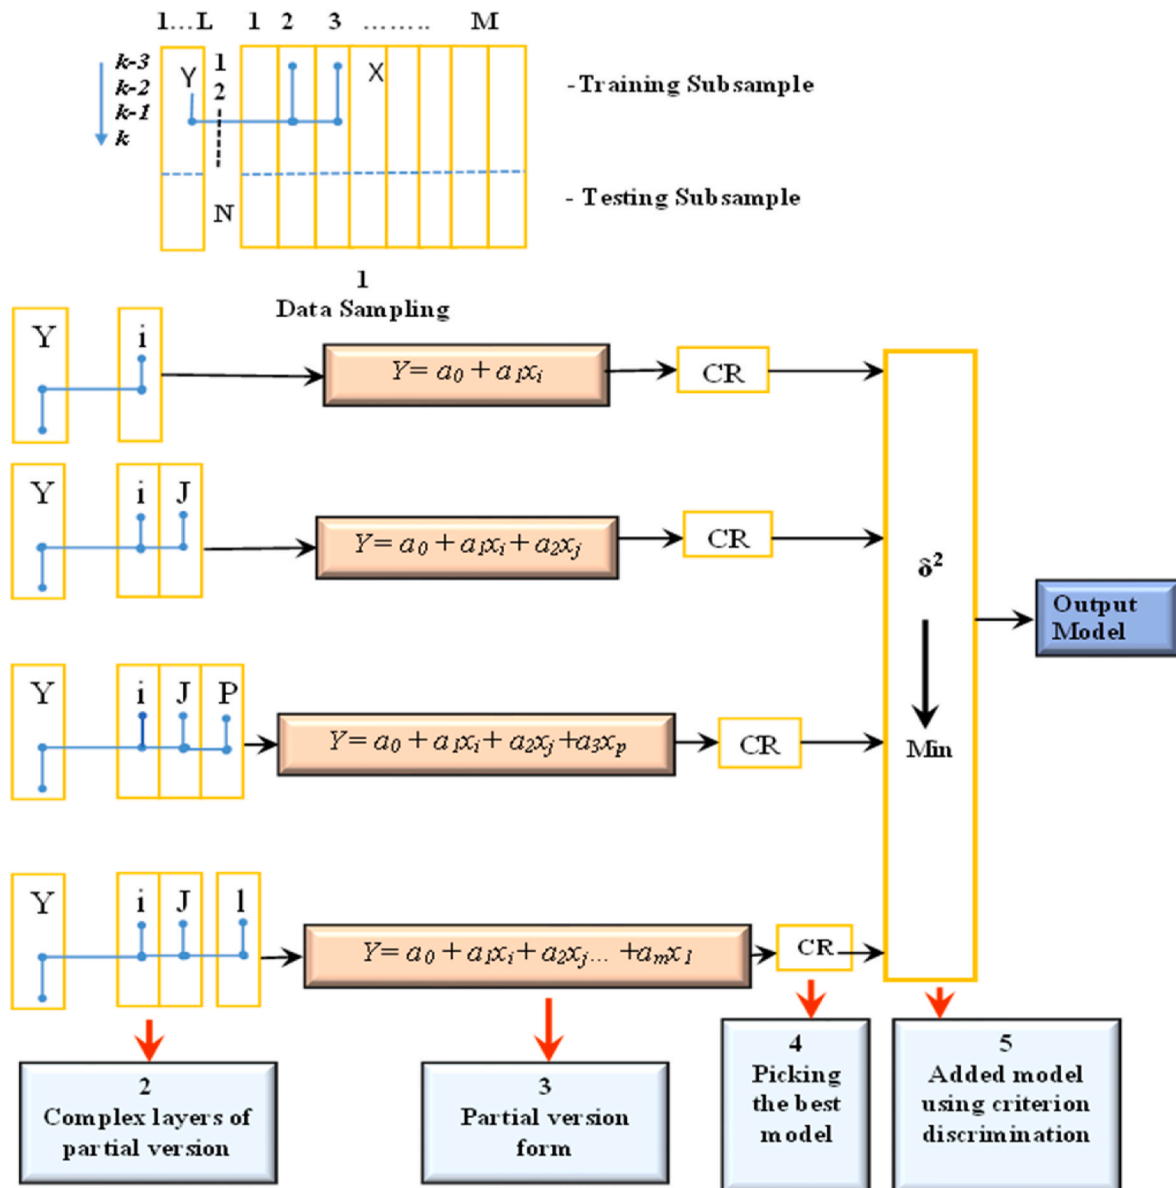 1...L 1 2 3 ......... M
k-3
k-2
k-1
k
Y
1
2
X
N
- Training Subsample
- Testing Subsample
1
Data Sampling
Y i
Y= a₀ + a₁xᵢ
CR
Y i J
Y= a₀ + a₁xᵢ + a₂xⱼ
CR
δ²
Min
Output
Model
Y i J P
Y= a₀ + a₁xᵢ + a₂xⱼ +a₃xₚ
CR
Y i J l
Y= a₀ + a₁xᵢ + a₂xⱼ... +aₘx₁
CR
2
Complex layers of
partial version
3
Partial version
form
4
Picking
the best
model
5
Added model
using criterion
discrimination